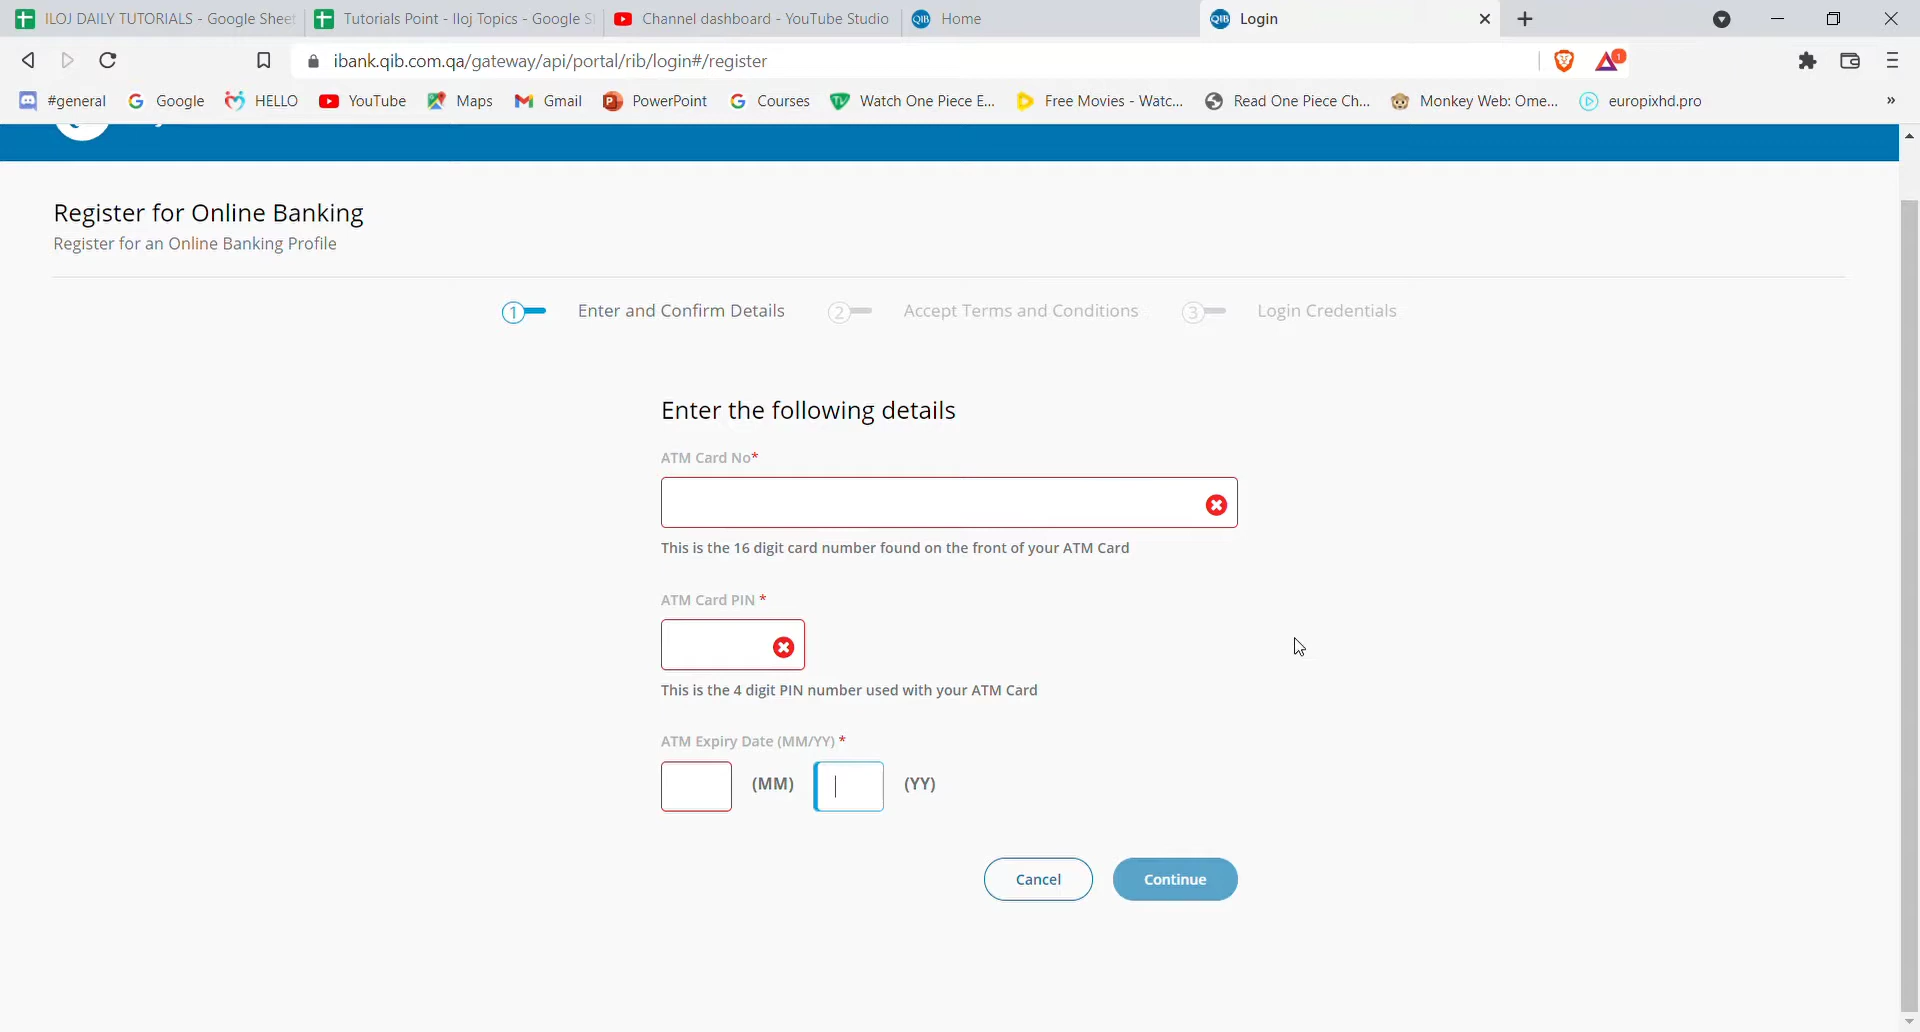 ILOJ DAILY TUTORIALS - Google Sheet
Tutorials Point - Iloj Topics - Google S
Channel dashboard - YouTube Studio
QIB Home
QIB Login
ibank.qib.com.qa/gateway/api/portal/rib/login#/register
1
#general
Google
HELLO
YouTube
Maps
Gmail
PowerPoint
Courses
Watch One Piece E...
Free Movies - Watc...
Read One Piece Ch...
Monkey Web: Ome...
europixhd.pro
»
Register for Online Banking
Register for an Online Banking Profile
1 Enter and Confirm Details
2 Accept Terms and Conditions
3 Login Credentials
Enter the following details
ATM Card No*
This is the 16 digit card number found on the front of your ATM Card
ATM Card PIN *
This is the 4 digit PIN number used with your ATM Card
ATM Expiry Date (MM/YY) *
(MM) (YY)
Cancel Continue